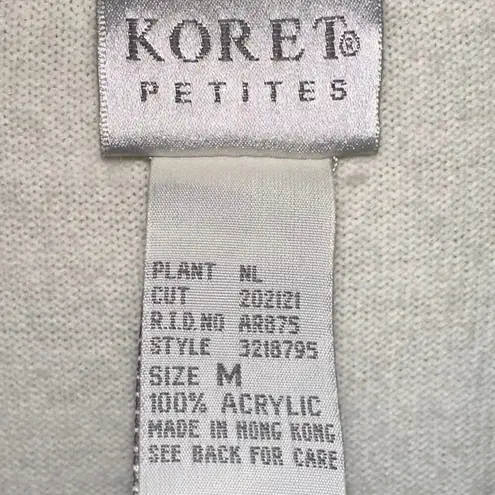 KORET®
PETITES
PLANT NL
CUT 202121
R.I.D.NO AR875
STYLE 3218795
SIZE M
100% ACRYLIC
MADE IN HONG KONG
SEE BACK FOR CARE